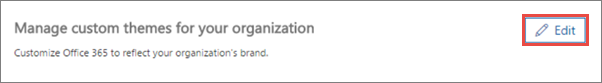 Manage custom themes for your organization
Edit
Customize Office 365 to reflect your organization's brand.